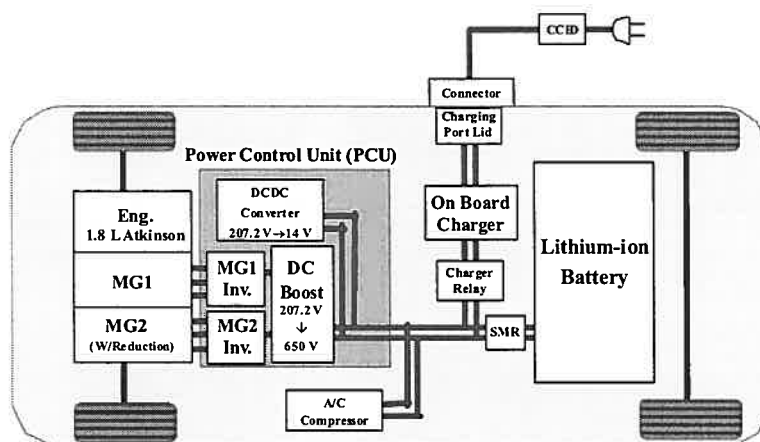 CCID
Connector
Charging
Port Lid
Power Control Unit (PCU)
DCDC
Converter
207.2 V→14 V
On Board
Charger
Eng.
1.8 L Atkinson
Lithium-ion
Battery
MG1
MG1
Inv.
DC
Boost
207.2 V
↓
650 V
Charger
Relay
MG2
(W/Reduction)
MG2
Inv.
SMR
A/C
Compressor